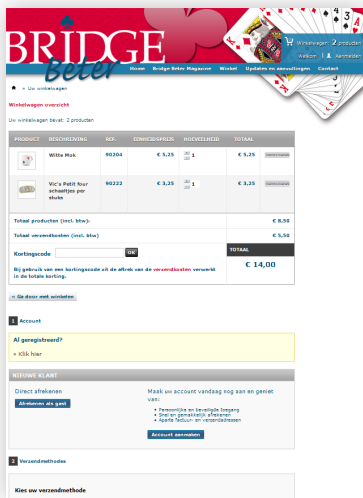 BRIDGE
Beter
Winkelwagen: 2 producten
Welkom | Aanmelden
Home Bridge Beter Magazine Winkel Updates en aanvullingen Contact
» Uw winkelwagen
Winkelwagen overzicht
Uw winkelwagen bevat: 2 producten
PRODUCT BESCHRIJVING REF. EENHEIDSPRIJS HOEVEELHEID TOTAAL
Witte Mok 90204 € 5,25 1 € 5,25
Vic's Petit four schaaltjes per stuks 90222 € 3,25 1 € 3,25
Totaal producten (incl. btw): € 8,50
Totaal verzendkosten (incl. btw) € 5,50
Kortingscode OK
TOTAAL
€ 14,00
Bij gebruik van een kortingscode zit de aftrek van de verzendkosten verwerkt
in de totale korting.
« Ga door met winkelen
1 Account
Al geregistreerd?
» Klik hier
NIEUWE KLANT
Direct afrekenen
Afrekenen als gast
Maak uw account vandaag nog aan en geniet
van:
• Persoonlijke en beveiligde toegang
• Snel en gemakkelijk afrekenen
• Aparte factuur- en verzendadressen
Account aanmaken
2 Verzendmethodes
Kies uw verzendmethode